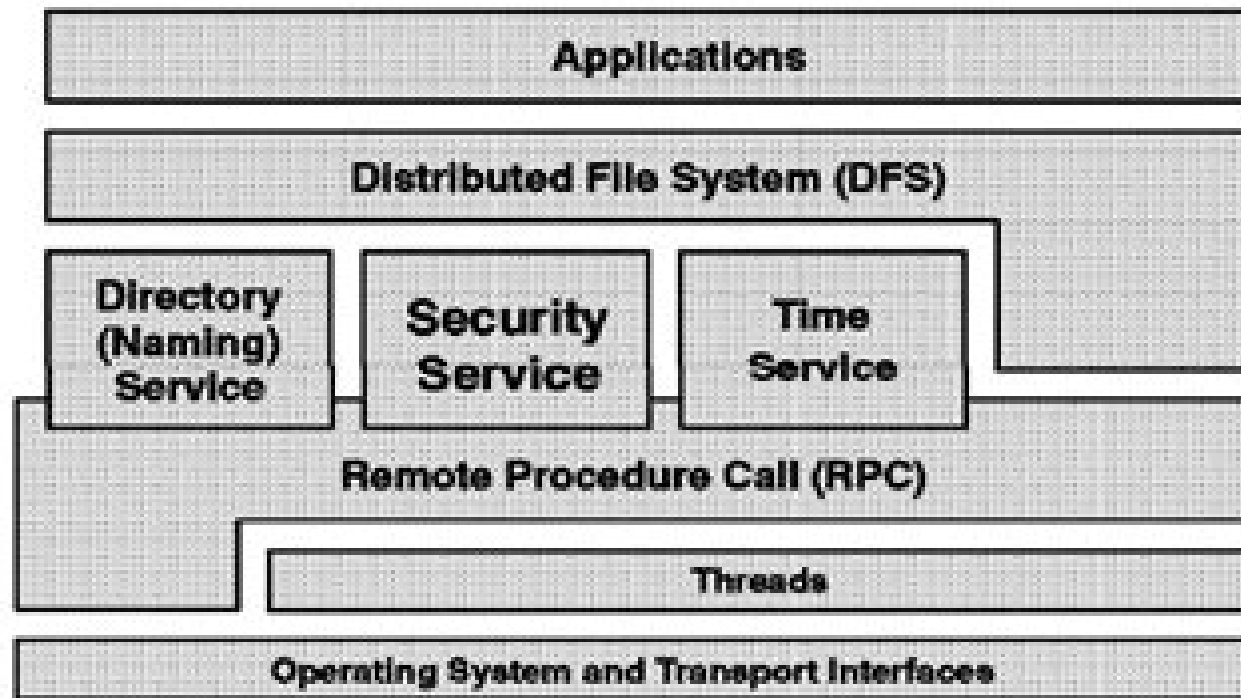 Applications
Distributed File System (DFS)
Directory
(Naming)
Service
Security
Service
Time
Service
Remote Procedure Call (RPC)
Threads
Operating System and Transport Interfaces